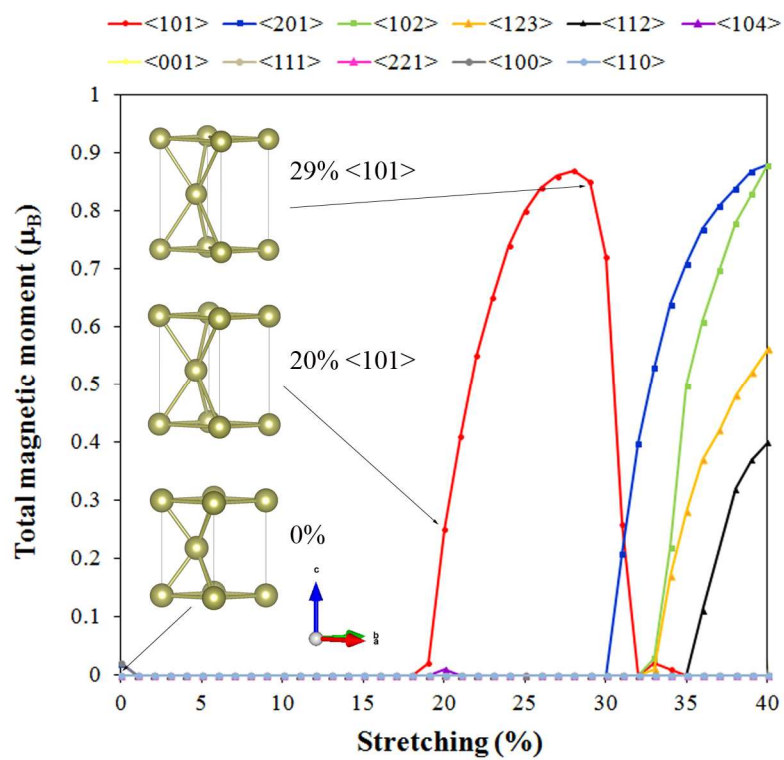 <101> <201> <102> <123> <112> <104>
<001> <111> <221> <100> <110>
Total magnetic moment (μB)
1
0.9
0.8
0.7
0.6
0.5
0.4
0.3
0.2
0.1
0
29% <101>
20% <101>
0%
c
b
a
0 5 10 15 20 25 30 35 40
Stretching (%)